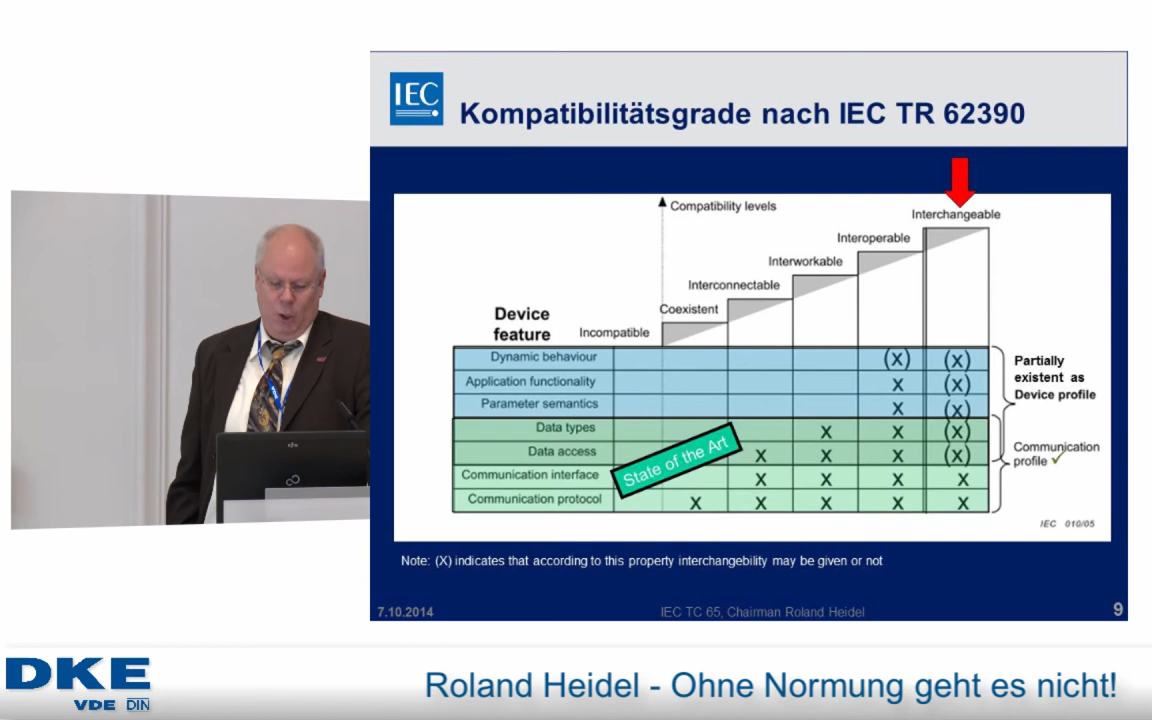 IEC
Kompatibilitätsgrade nach IEC TR 62390
Compatibility levels
Interchangeable
Interoperable
Interworkable
Interconnectable
Coexistent
Incompatible
Device
feature
Dynamic behaviour (x) (x)
Application functionality x (x)
Parameter semantics x (x)
Data types x x (x)
Data access x x x (x)
Communication interface x x x x
Communication protocol x x x x x
State of the Art
Partially
existent as
Device profile
Communication
profile ✓
IEC 010/05
Note: (X) indicates that according to this property interchangebility may be given or not
7.10.2014 IEC TC 65, Chairman Roland Heidel 9
DKE
VDE DIN
Roland Heidel - Ohne Normung geht es nicht!